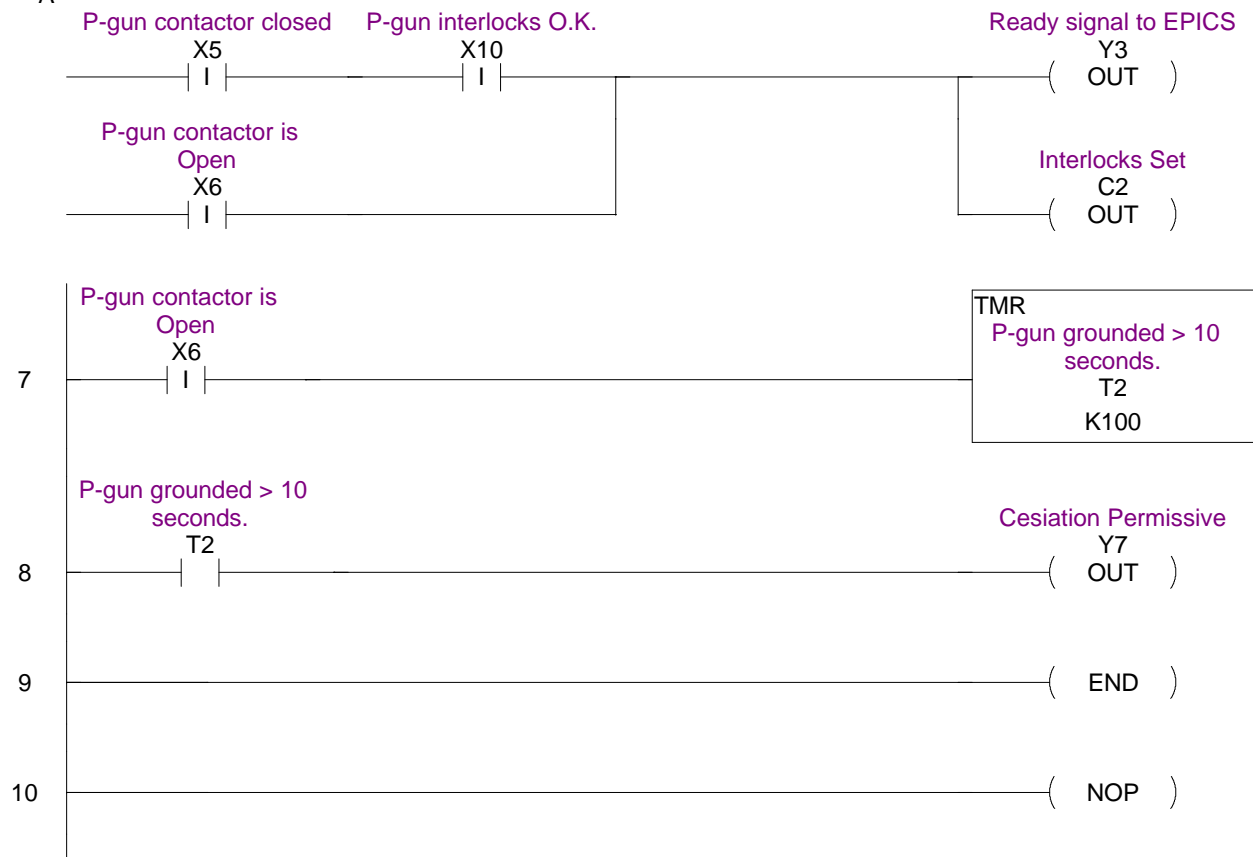 A
P-gun contactor closed P-gun interlocks O.K. Ready signal to EPICS
X5 X10 Y3
I I OUT
P-gun contactor is
Open Interlocks Set
X6 C2
I OUT
P-gun contactor is
Open
X6
7 I
TMR
P-gun grounded > 10
seconds.
T2
K100
P-gun grounded > 10
seconds. Cesiation Permissive
T2 Y7
8 OUT
9 END
10 NOP